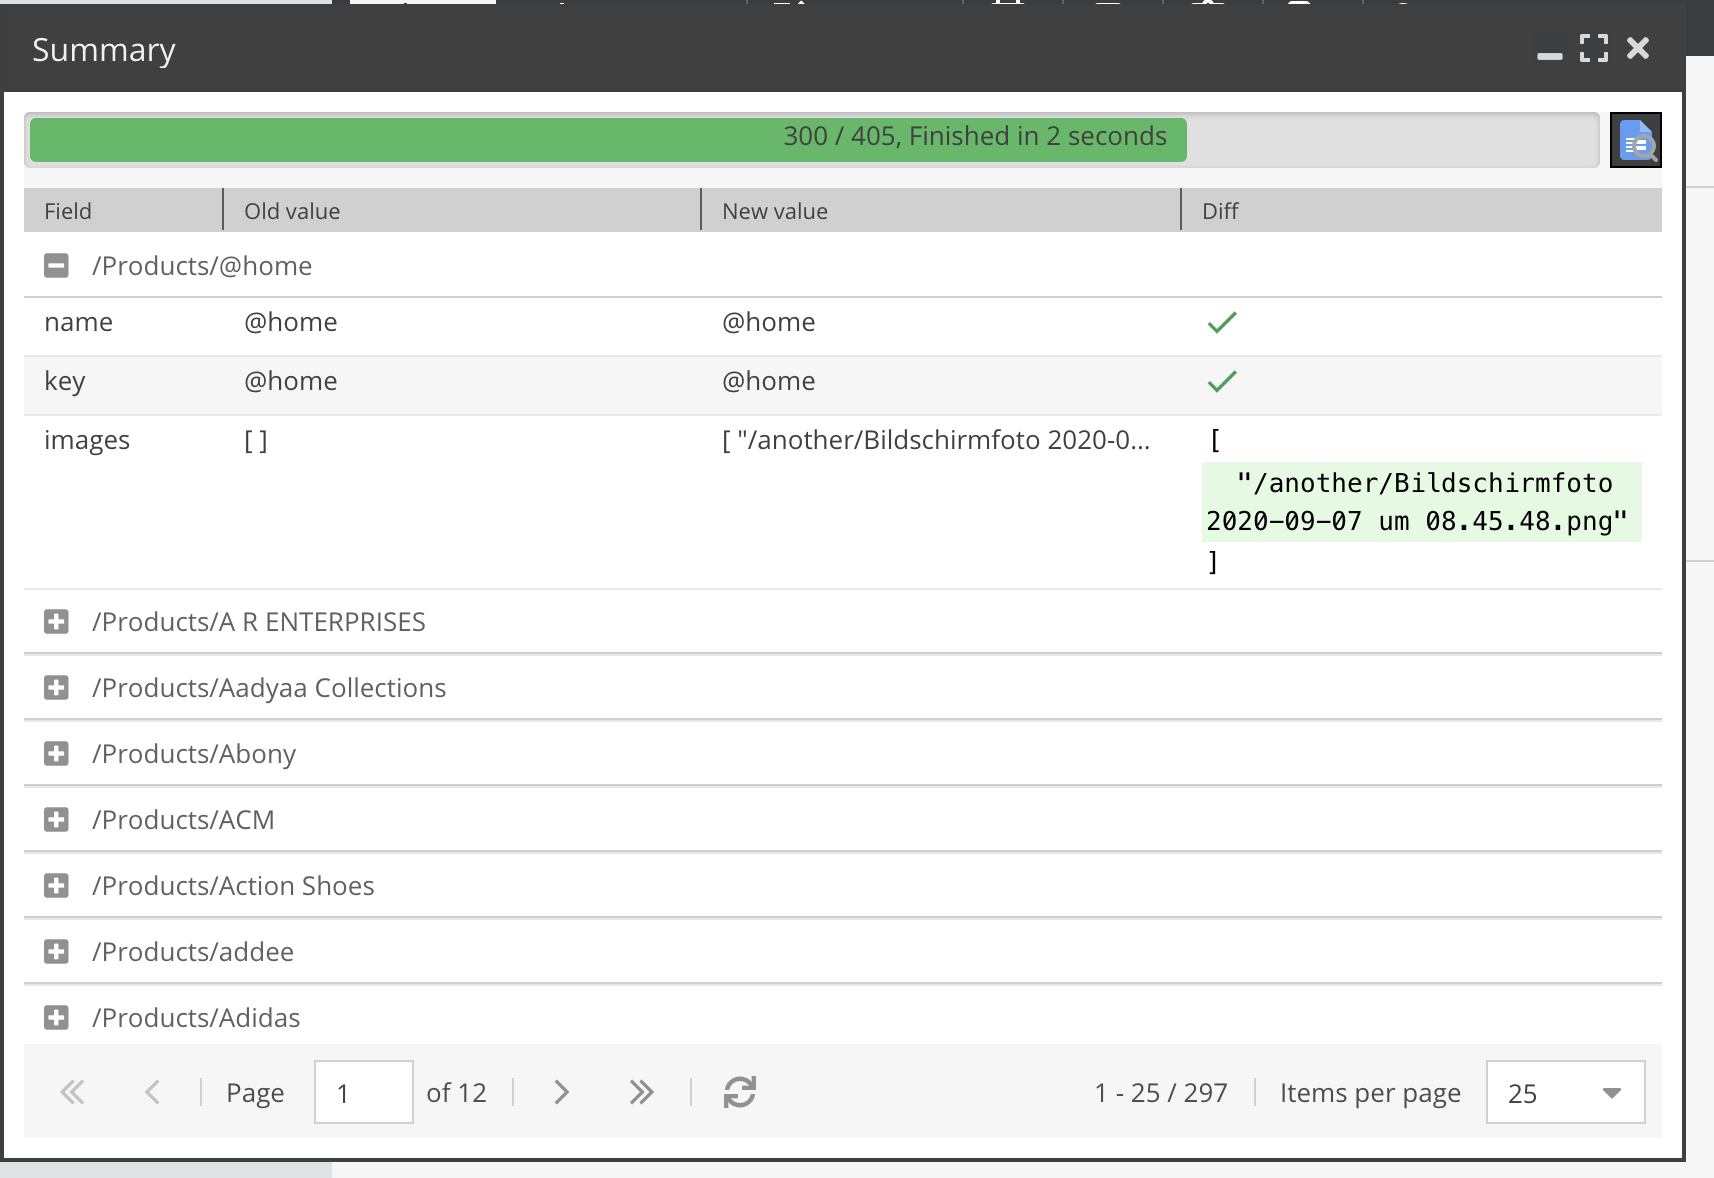 Summary
300 / 405, Finished in 2 seconds
Field Old value New value Diff
/Products/@home
name @home @home
key @home @home
images [ ] [ "/another/Bildschirmfoto 2020-0... [
"/another/Bildschirmfoto
2020-09-07 um 08.45.48.png"
]
/Products/A R ENTERPRISES
/Products/Aadyaa Collections
/Products/Abony
/Products/ACM
/Products/Action Shoes
/Products/addee
/Products/Adidas
Page 1 of 12 1 - 25 / 297 Items per page 25